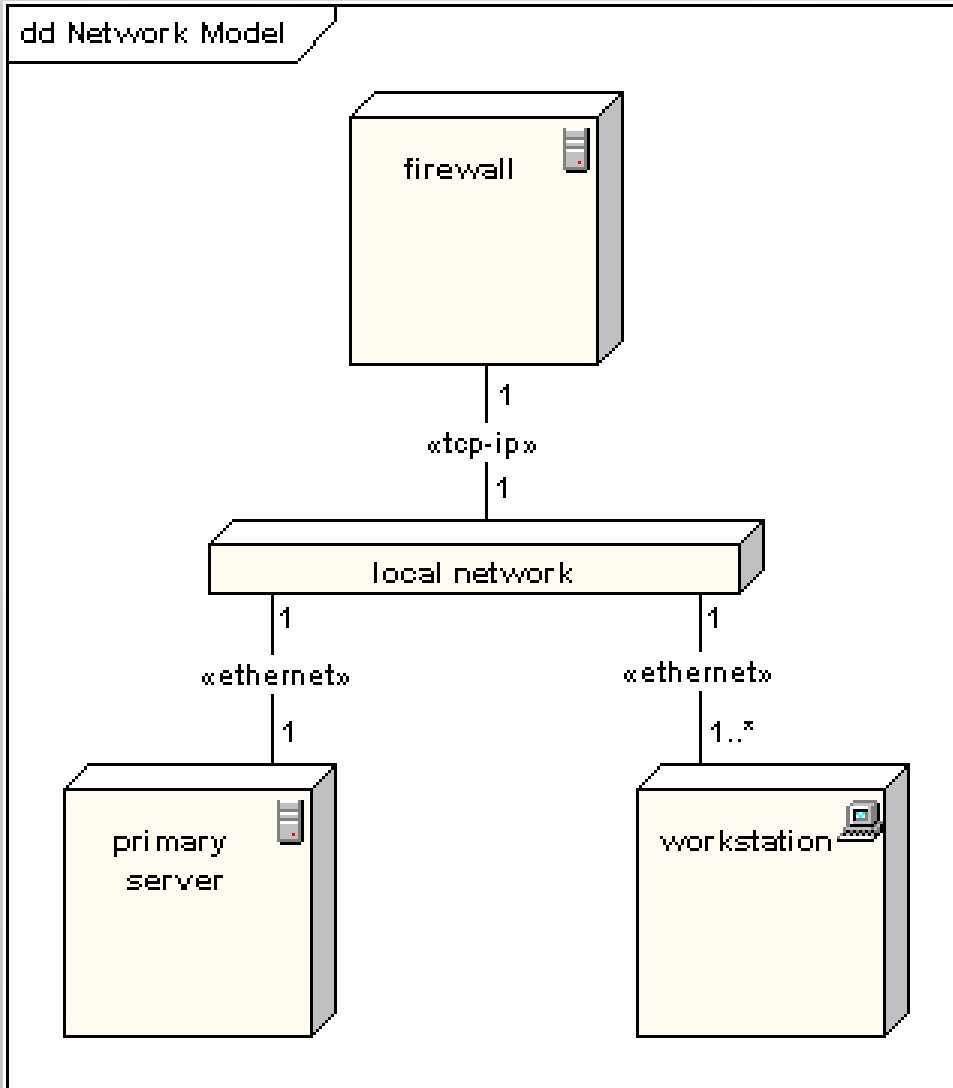 dd Network Model
firewall
1
«tcp-ip»
1
local network
1
1
«ethernet»
«ethernet»
1
1..*
primary
server
workstation